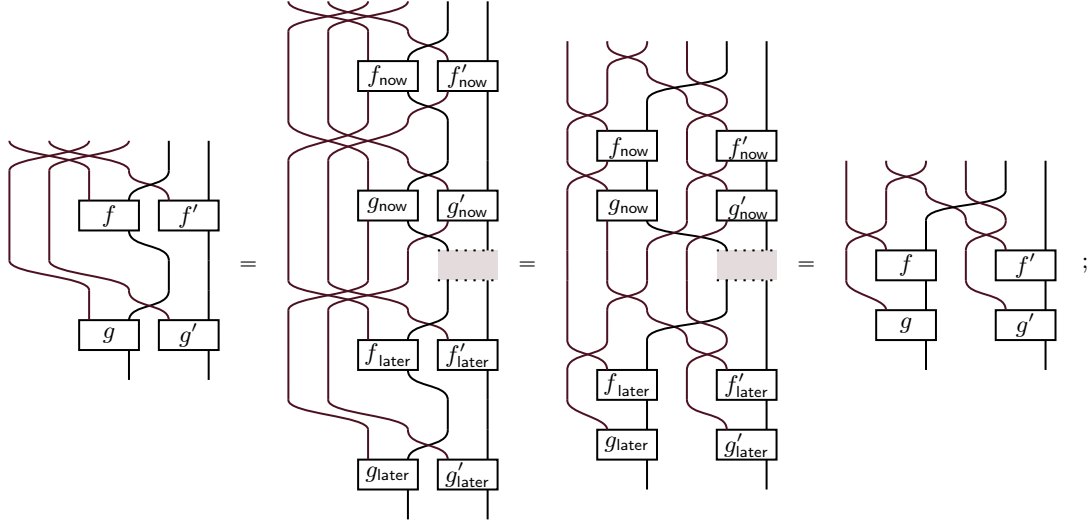 f f′
g g′
=
f_now f′_now
g_now g′_now
f_later f′_later
g_later g′_later
=
f_now f′_now
g_now g′_now
f_later f′_later
g_later g′_later
=
f f′
g g′
;